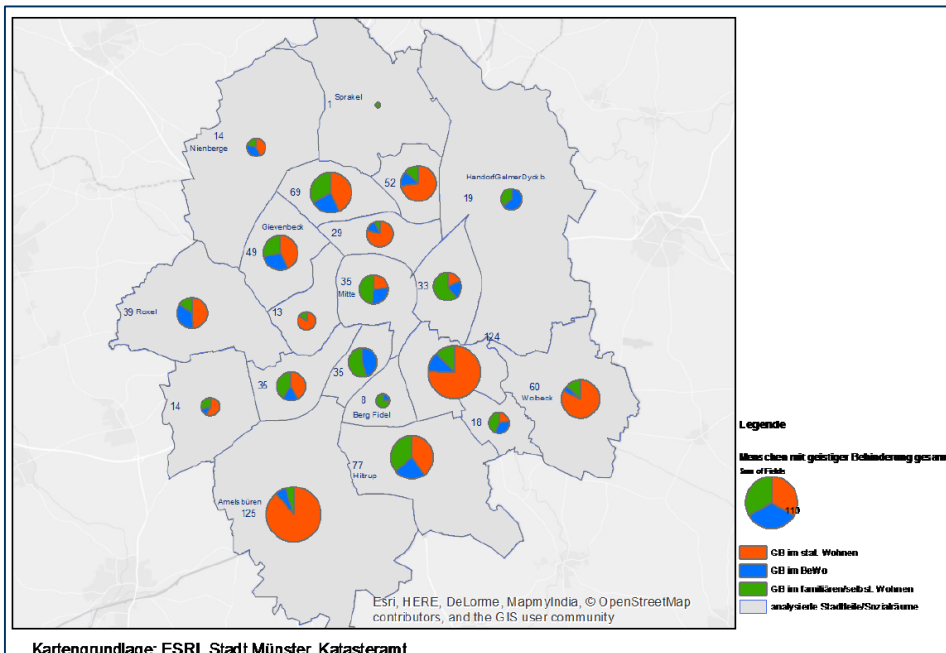 Sprakel
1
14
Nienberge
52
69
Handorf/Gelmer/Dyckb.
19
Gievenbeck
29
49
35
Mitte
33
39 Roxel
13
124
35
35
60
Wolbeck
8
Berg Fidel
14
18
77
Hiltrup
Amelsbüren
125
Esri, HERE, DeLorme, MapmyIndia, © OpenStreetMap
contributors, and the GIS user community
Legende
Menschen mit geistiger Behinderung gesamt
Sum of Fields
110
GB im stat. Wohnen
GB im BeWo
GB im familiären/selbst. Wohnen
analysierte Stadtteile/Sozialräume
Kartengrundlage: ESRI, Stadt Münster, Katasteramt